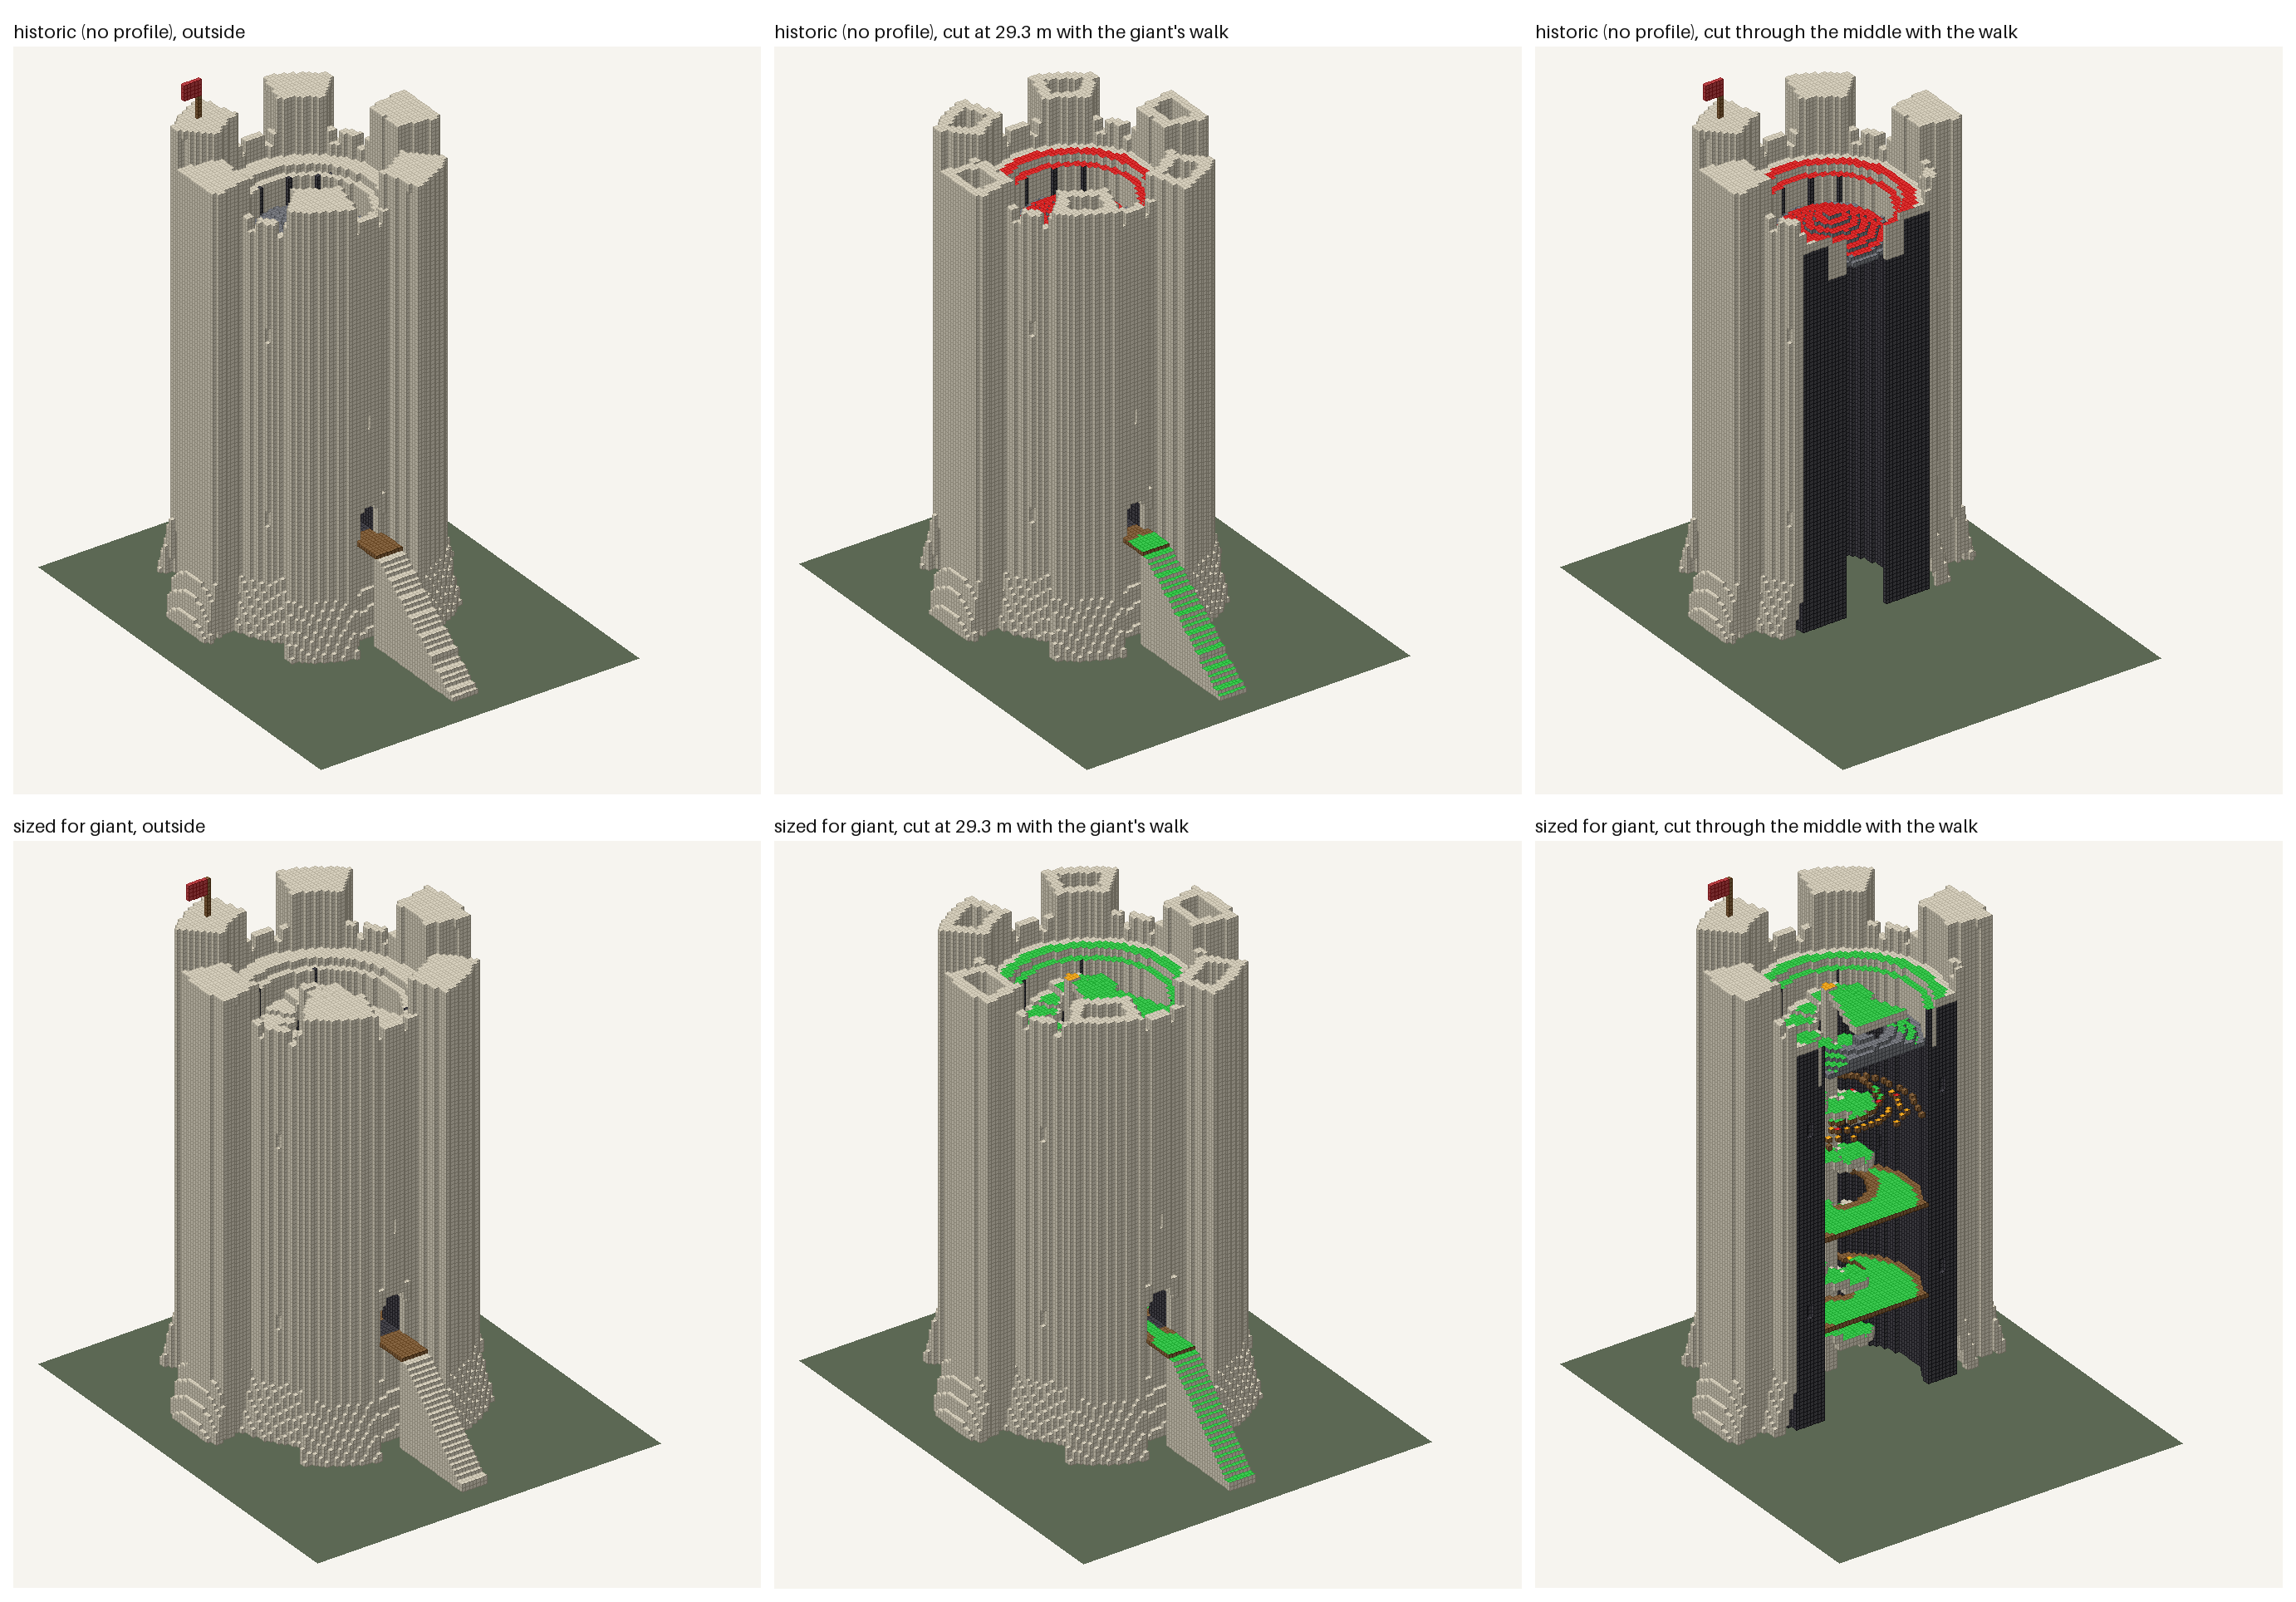 historic (no profile), outside
historic (no profile), cut at 29.3 m with the giant's walk
historic (no profile), cut through the middle with the walk
sized for giant, outside
sized for giant, cut at 29.3 m with the giant's walk
sized for giant, cut through the middle with the walk